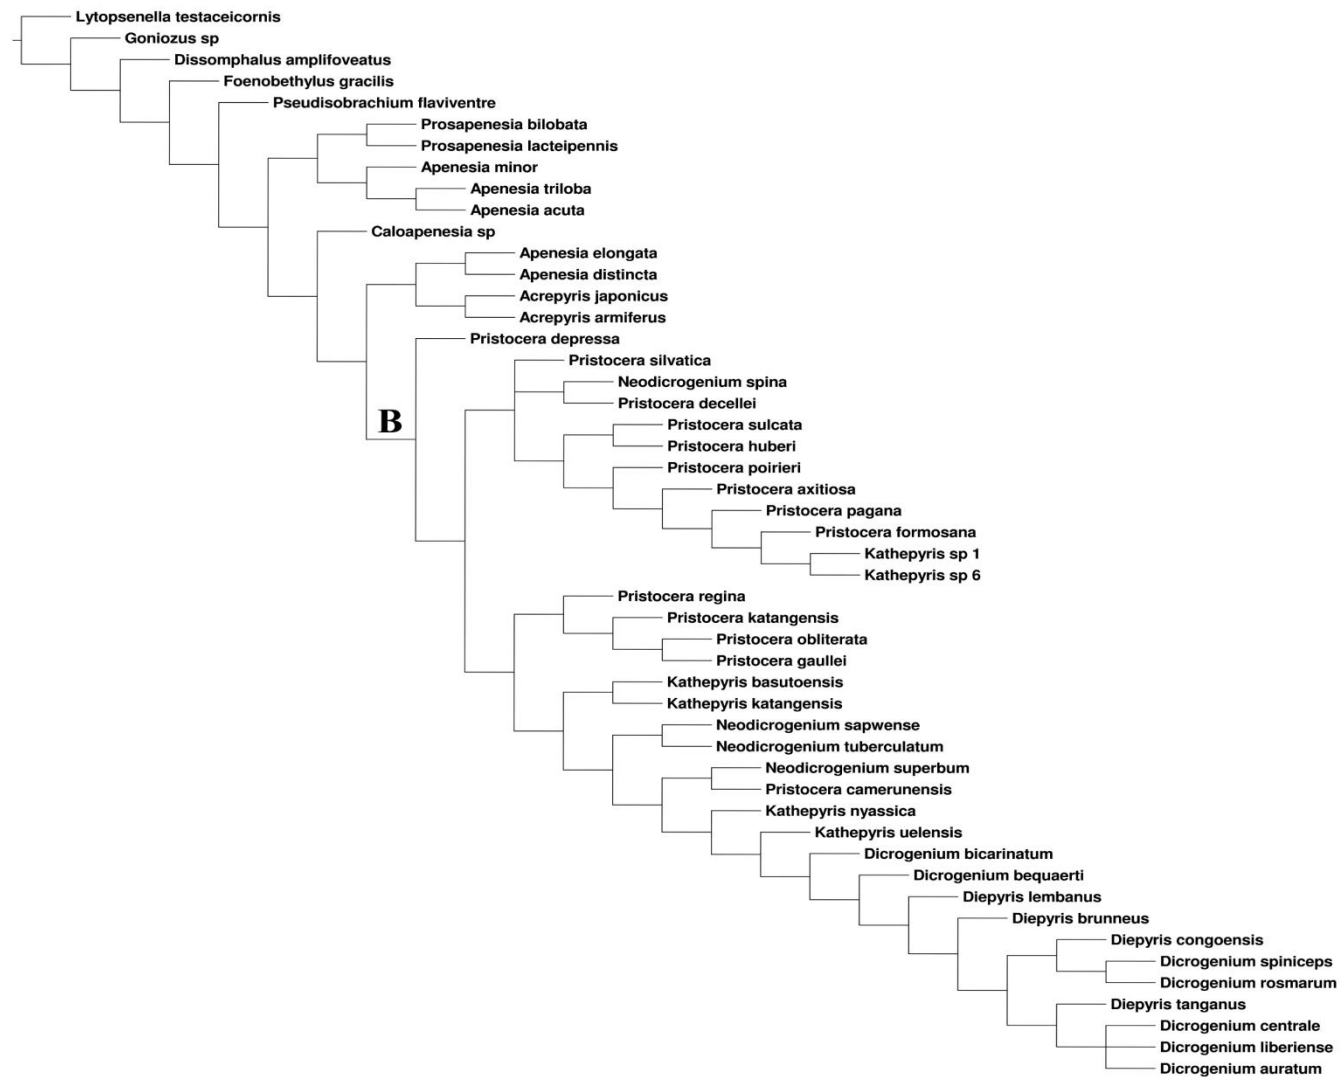 Lytopsenella testaceicornis
Goniozus sp
Dissomphalus amplifoveatus
Foenobethylus gracilis
Pseudisobrachium flaviventre
Prosapenesia bilobata
Prosapenesia lacteipennis
Apenesia minor
Apenesia triloba
Apenesia acuta
Caloapenesia sp
Apenesia elongata
Apenesia distincta
Acrepyris japonicus
Acrepyris armiferus
Pristocera depressa
Pristocera silvatica
Neodicrogenium spina
Pristocera decellei
B
Pristocera sulcata
Pristocera huberi
Pristocera poirieri
Pristocera axitiosa
Pristocera pagana
Pristocera formosana
Kathepyris sp 1
Kathepyris sp 6
Pristocera regina
Pristocera katangensis
Pristocera obliterata
Pristocera gaullei
Kathepyris basutoensis
Kathepyris katangensis
Neodicrogenium sapwense
Neodicrogenium tuberculatum
Neodicrogenium superbum
Pristocera camerunensis
Kathepyris nyassica
Kathepyris uelensis
Dicrogenium bicarinatum
Dicrogenium bequaerti
Diepyris lembanus
Diepyris brunneus
Diepyris congoensis
Dicrogenium spiniceps
Dicrogenium rosmarum
Diepyris tanganus
Dicrogenium centrale
Dicrogenium liberiense
Dicrogenium auratum